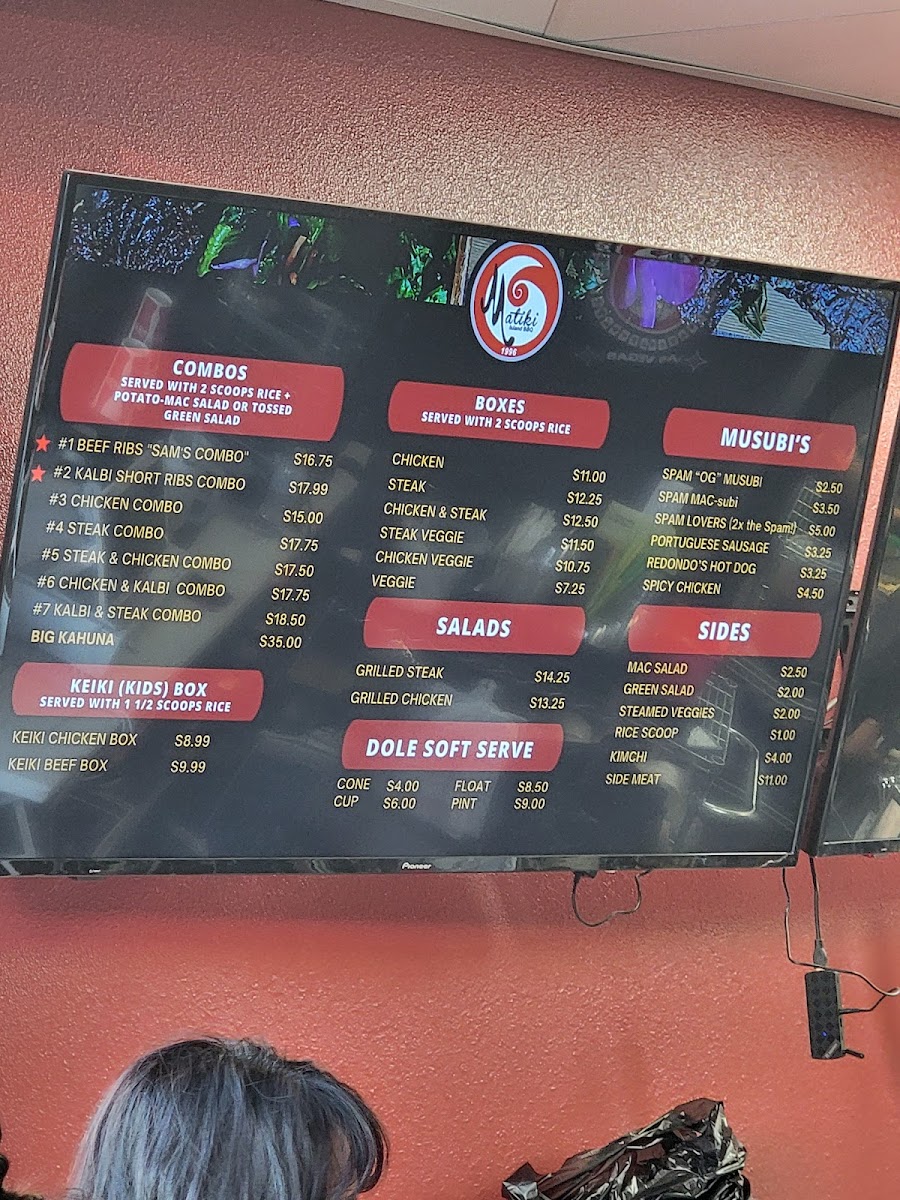 Matiki
Island BBQ
1996
COMBOS
SERVED WITH 2 SCOOPS RICE +
POTATO-MAC SALAD OR TOSSED
GREEN SALAD
#1 BEEF RIBS "SAM'S COMBO" $16.75
#2 KALBI SHORT RIBS COMBO $17.99
#3 CHICKEN COMBO $15.00
#4 STEAK COMBO $17.75
#5 STEAK & CHICKEN COMBO $17.50
#6 CHICKEN & KALBI COMBO $17.75
#7 KALBI & STEAK COMBO $18.50
BIG KAHUNA $35.00
KEIKI (KIDS) BOX
SERVED WITH 1 1/2 SCOOPS RICE
KEIKI CHICKEN BOX $8.99
KEIKI BEEF BOX $9.99
BOXES
SERVED WITH 2 SCOOPS RICE
CHICKEN $11.00
STEAK $12.25
CHICKEN & STEAK $12.50
STEAK VEGGIE $11.50
CHICKEN VEGGIE $10.75
VEGGIE $7.25
SALADS
GRILLED STEAK $14.25
GRILLED CHICKEN $13.25
DOLE SOFT SERVE
CONE $4.00 FLOAT $8.50
CUP $6.00 PINT $9.00
MUSUBI'S
SPAM "OG" MUSUBI $2.50
SPAM MAC-subi $3.50
SPAM LOVERS (2x the Spam!) $5.00
PORTUGUESE SAUSAGE $3.25
REDONDO'S HOT DOG $3.25
SPICY CHICKEN $4.50
SIDES
MAC SALAD $2.50
GREEN SALAD $2.00
STEAMED VEGGIES $2.00
RICE SCOOP $1.00
KIMCHI $4.00
SIDE MEAT $11.00
Pioneer